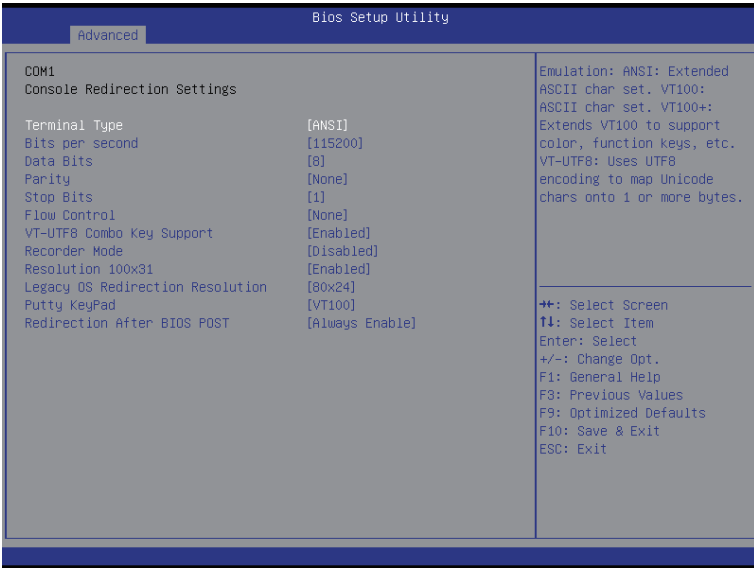 Bios Setup Utility
Advanced
COM1
Console Redirection Settings
Terminal Type [ANSI]
Bits per second [115200]
Data Bits [8]
Parity [None]
Stop Bits [1]
Flow Control [None]
VT-UTF8 Combo Key Support [Enabled]
Recorder Mode [Disabled]
Resolution 100x31 [Enabled]
Legacy OS Redirection Resolution [80x24]
Putty KeyPad [VT100]
Redirection After BIOS POST [Always Enable]
Emulation: ANSI: Extended
ASCII char set. VT100:
ASCII char set. VT100+:
Extends VT100 to support
color, function keys, etc.
VT-UTF8: Uses UTF8
encoding to map Unicode
chars onto 1 or more bytes.
→←: Select Screen
↑↓: Select Item
Enter: Select
+/-: Change Opt.
F1: General Help
F3: Previous Values
F9: Optimized Defaults
F10: Save & Exit
ESC: Exit